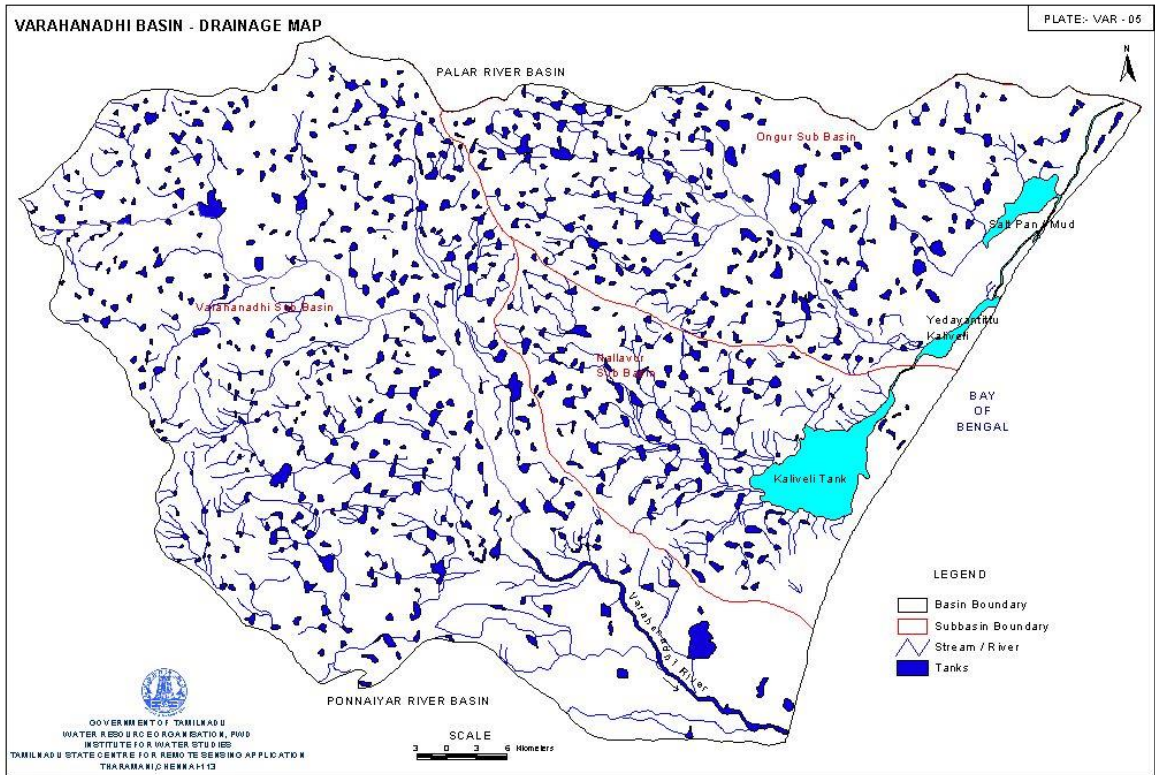 VARAHANADHI BASIN - DRAINAGE MAP
PLATE:- VAR - 05
N
PALAR RIVER BASIN
Ongur Sub Basin
Salt Pan / Mud
Varahanadhi Sub Basin
Yedayantittu
Kaliveli
Nallavur
Sub Basin
BAY
OF
BENGAL
Kaliveli Tank
LEGEND
Basin Boundary
Subbasin Boundary
Stream / River
Tanks
Varahanadhi River
PONNAIYAR RIVER BASIN
GOVERNMENT OF TAMILNADU
WATER RESOURCE ORGANISATION, PWD
INSTITUTE FOR WATER STUDIES
TAMILNADU STATE CENTRE FOR REMOTE SENSING APPLICATION
THARAMANI, CHENNAI-113
SCALE
3 0 3 6 Kilometers